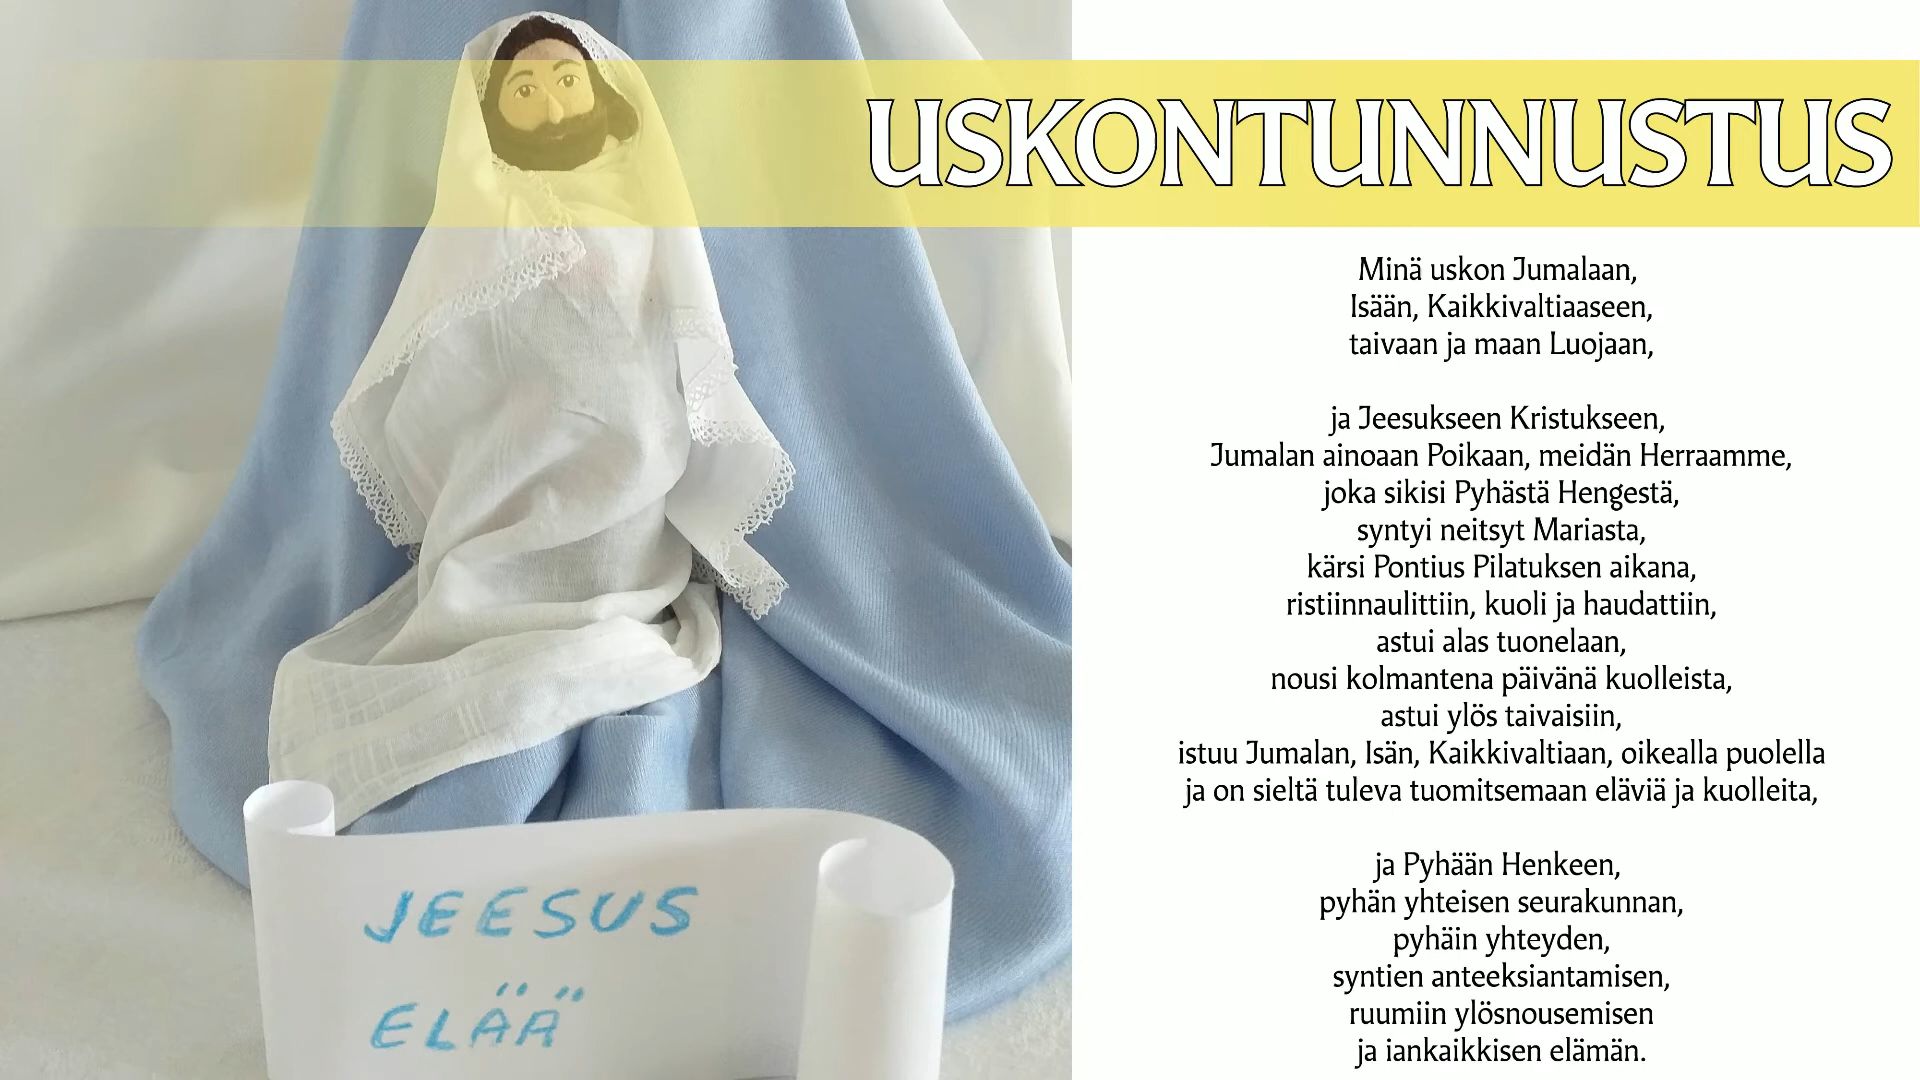 USKONTUNNUSTUS
Minä uskon Jumalaan,
Isään, Kaikkivaltiaaseen,
taivaan ja maan Luojaan,
ja Jeesukseen Kristukseen,
Jumalan ainoaan Poikaan, meidän Herraamme,
joka sikisi Pyhästä Hengestä,
syntyi neitsyt Mariasta,
kärsi Pontius Pilatuksen aikana,
ristiinnaulittiin, kuoli ja haudattiin,
astui alas tuonelaan,
nousi kolmantena päivänä kuolleista,
astui ylös taivaisiin,
istuu Jumalan, Isän, Kaikkivaltiaan, oikealla puolella
ja on sieltä tuleva tuomitsemaan eläviä ja kuolleita,
ja Pyhään Henkeen,
pyhän yhteisen seurakunnan,
pyhäin yhteyden,
syntien anteeksiantamisen,
ruumiin ylösnousemisen
ja iankaikkisen elämän.
JEESUS
ELÄÄ